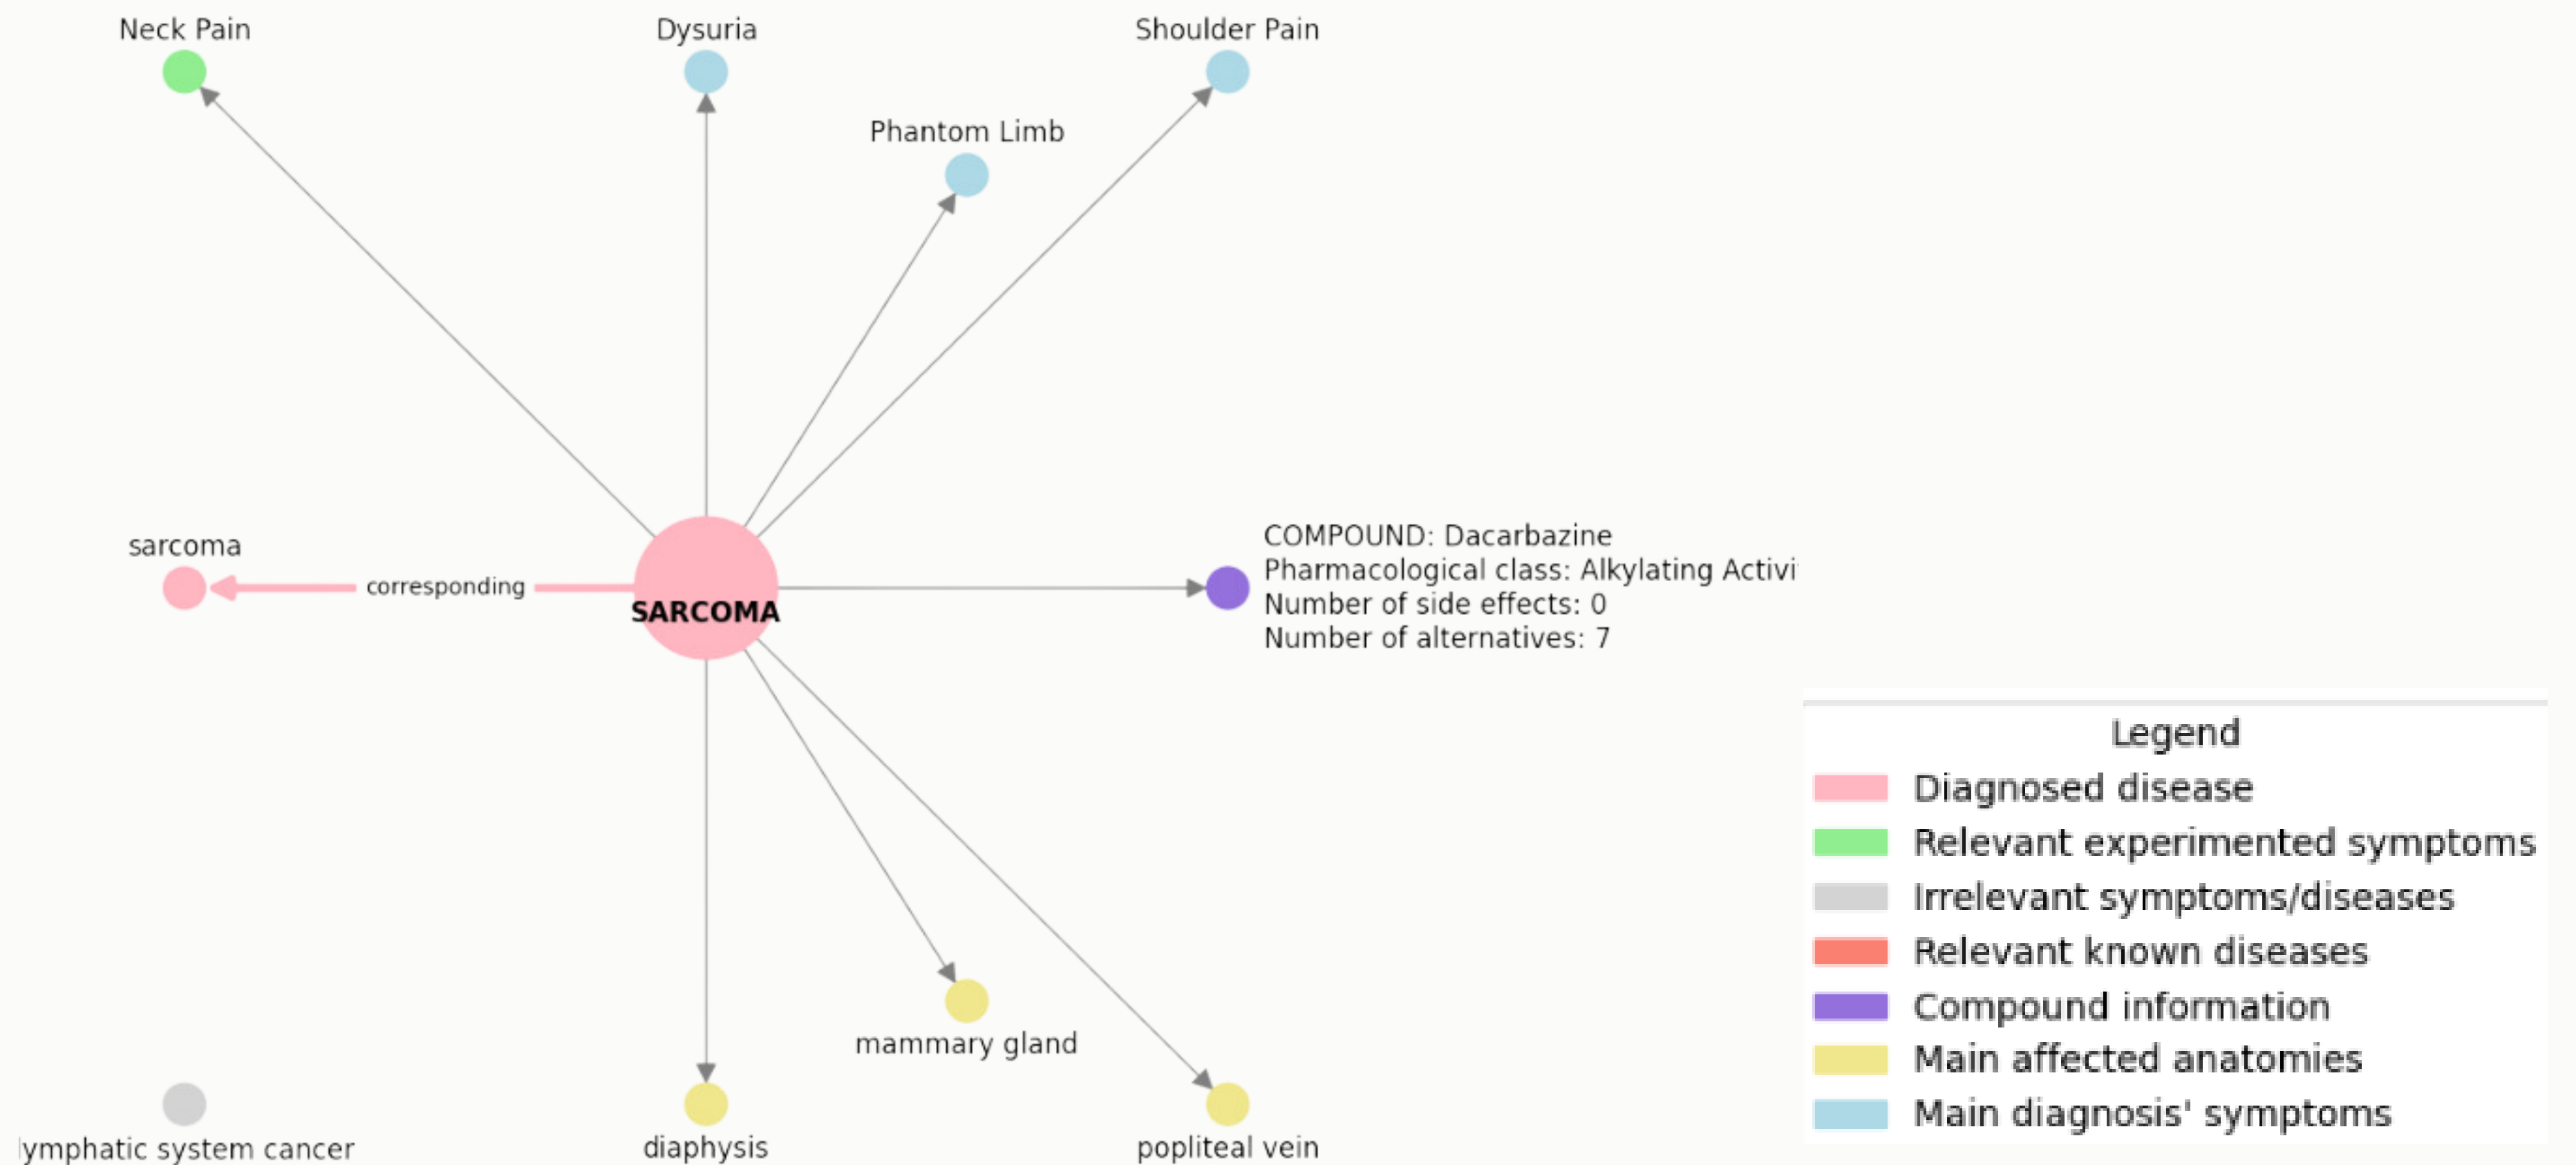 Neck Pain
Dysuria
Shoulder Pain
Phantom Limb
sarcoma
corresponding
SARCOMA
COMPOUND: Dacarbazine
Pharmacological class: Alkylating
Number of side effects: 0
Number of alternatives: 7
mammary gland
system cancer
diaphysis
popliteal vein
Legend
Diagnosed disease
Relevant experimented symptoms
Irrelevant symptoms/diseases
Relevant known diseases
Compound information
Main affected anatomies
Main diagnosis' symptoms